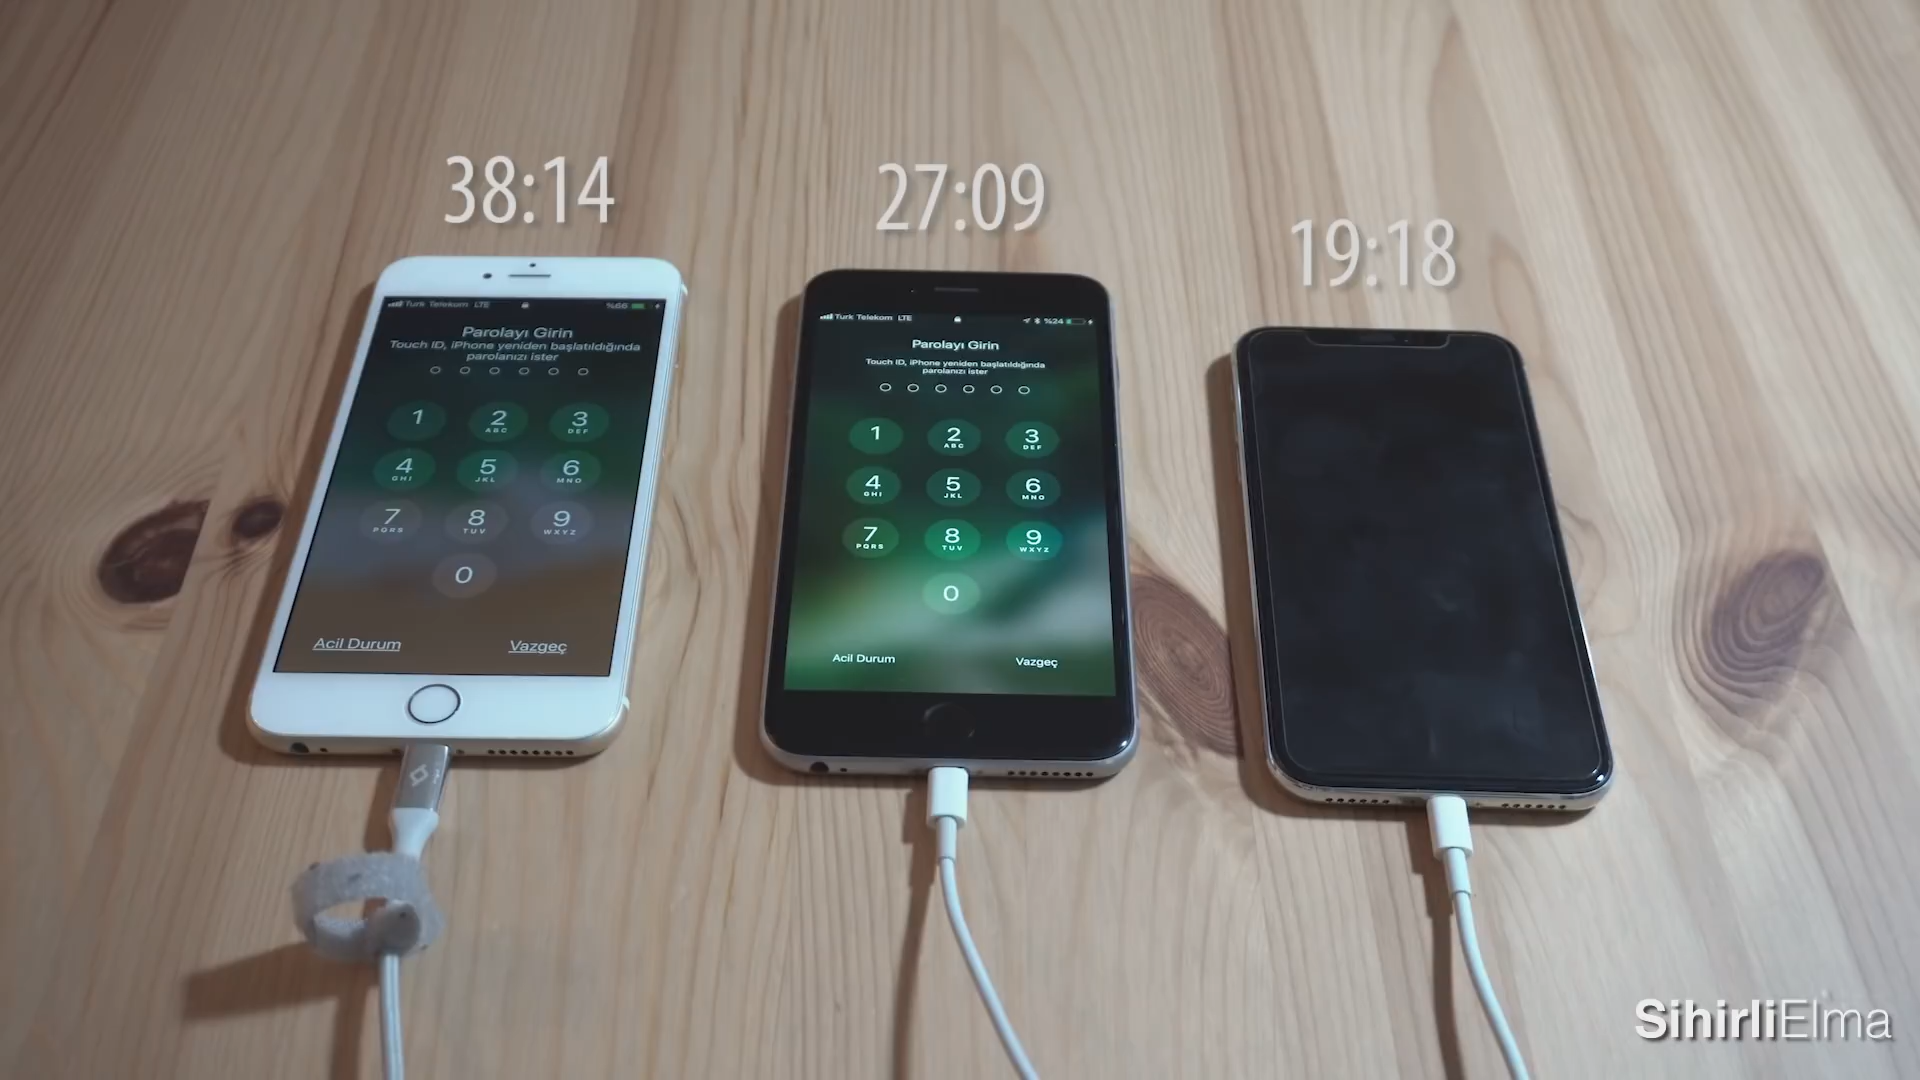 38:14
27:09
19:18
Turk Telekom LTE
%66
Parolayı Girin
Touch ID, iPhone yeniden başlatıldığında
parolanızı ister
1
2
ABC
3
DEF
4
GHI
5
JKL
6
MNO
7
PQRS
8
TUV
9
WXYZ
0
Acil Durum
Vazgeç
Turk Telekom LTE
%24
Parolayı Girin
Touch ID, iPhone yeniden başlatıldığında
parolanızı ister
1
2
ABC
3
DEF
4
GHI
5
JKL
6
MNO
7
PQRS
8
TUV
9
WXYZ
0
Acil Durum
Vazgeç
SihirliElma